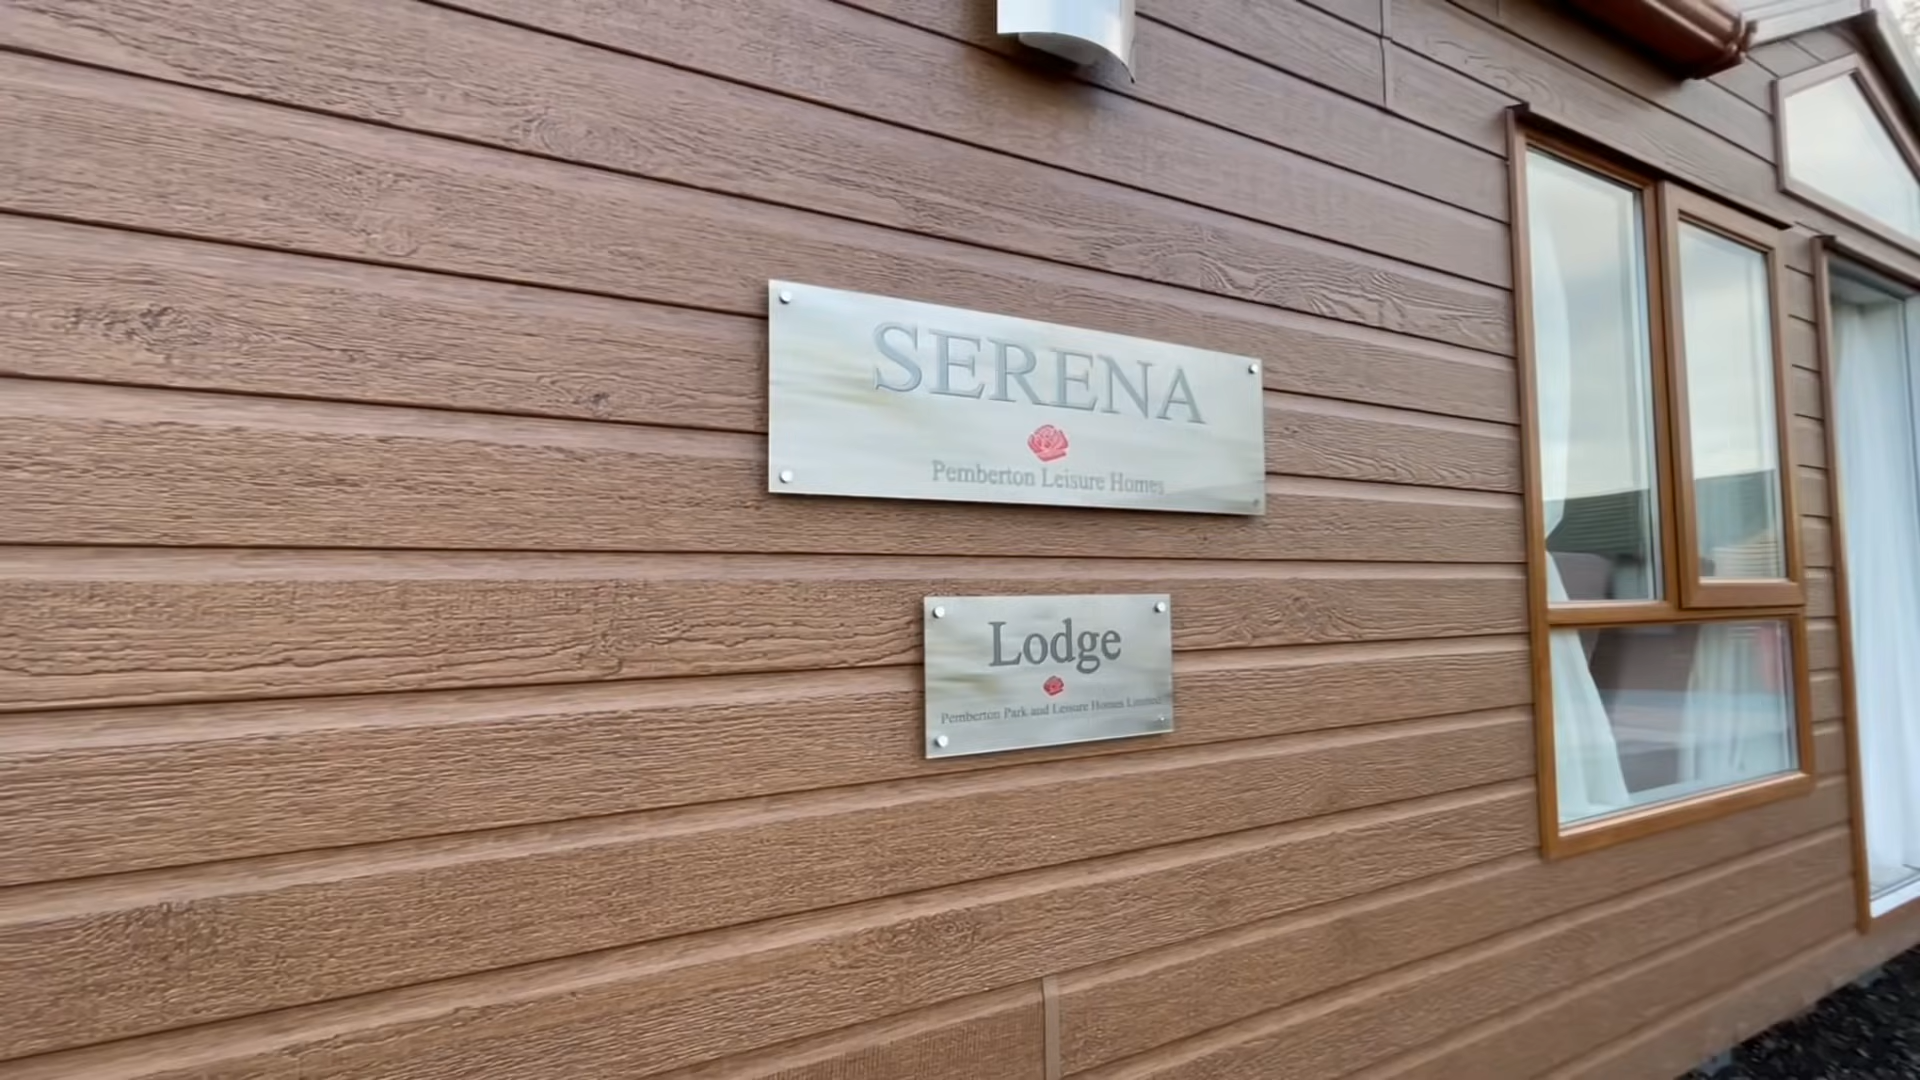 SERENA
Pemberton Leisure Homes
Lodge
Pemberton Park and Leisure Homes Limited